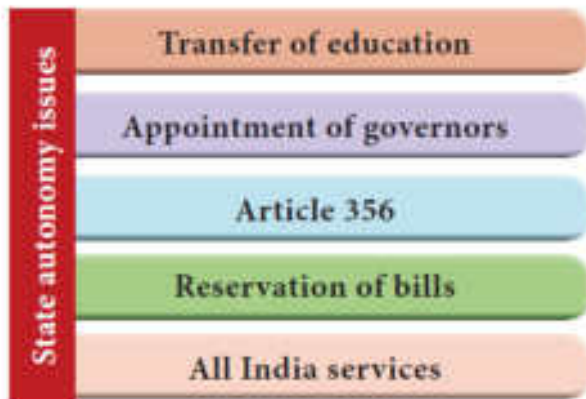 State autonomy issues
Transfer of education
Appointment of governors
Article 356
Reservation of bills
All India services